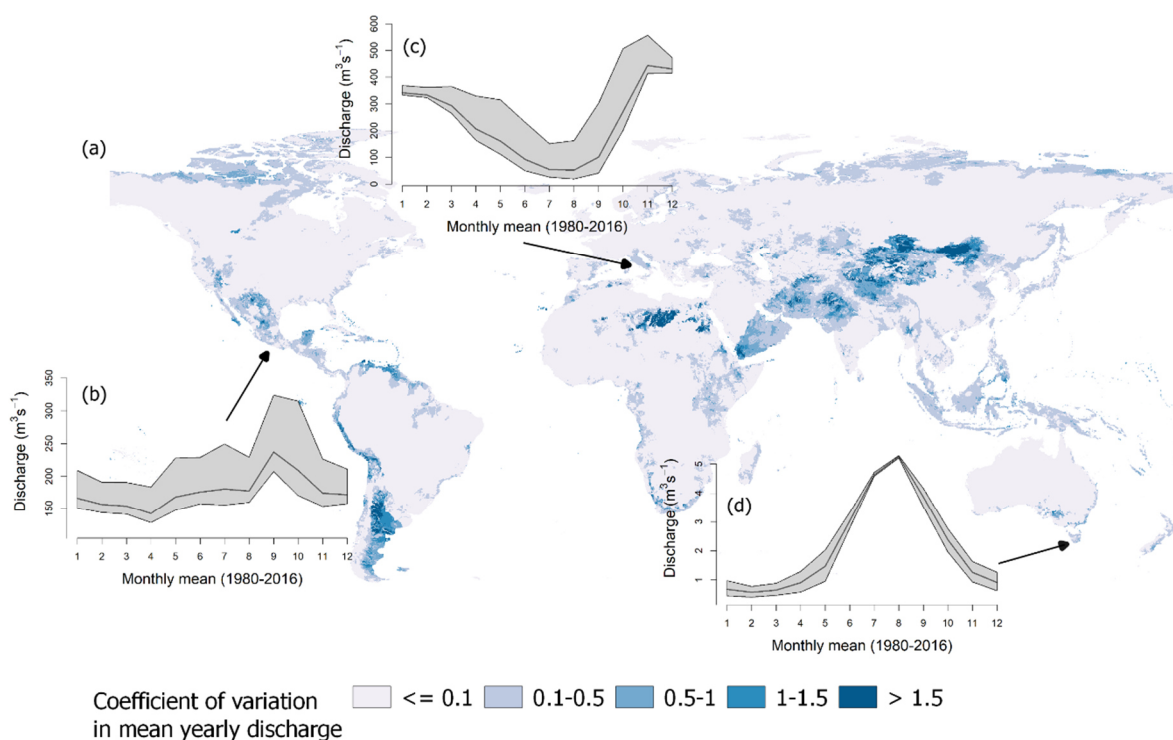 (c)
Discharge (m³s⁻¹)
600
500
400
300
200
100
0
1 2 3 4 5 6 7 8 9 10 11 12
Monthly mean (1980-2016)
(a)
(b)
Discharge (m³s⁻¹)
350
300
250
200
150
1 2 3 4 5 6 7 8 9 10 11 12
Monthly mean (1980-2016)
(d)
Discharge (m³s⁻¹)
5
4
3
2
1
1 2 3 4 5 6 7 8 9 10 11 12
Monthly mean (1980-2016)
Coefficient of variation
in mean yearly discharge
<= 0.1 0.1-0.5 0.5-1 1-1.5 > 1.5